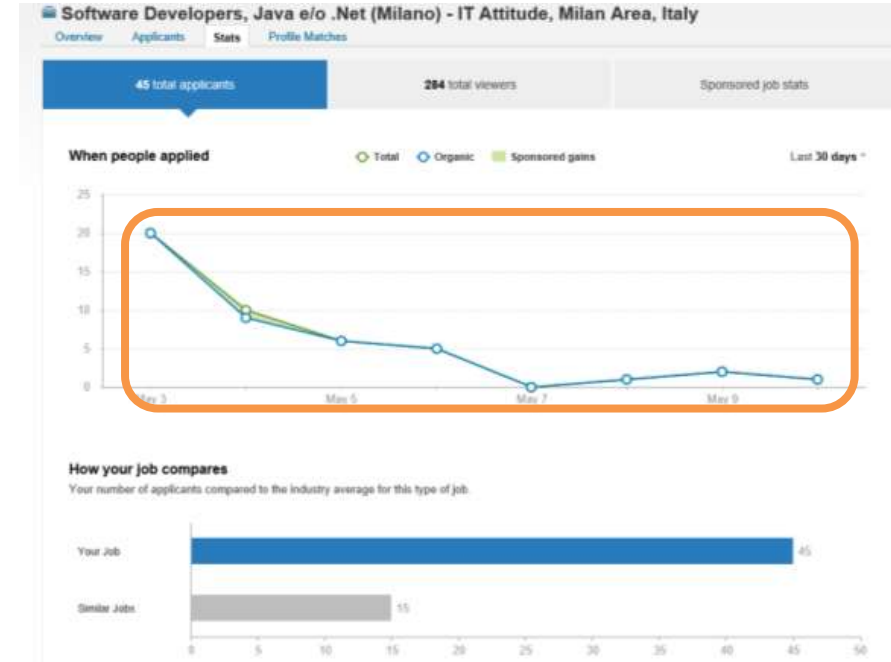 Software Developers, Java e/o .Net (Milano) - IT Attitude, Milan Area, Italy
Overview Applicants Stats Profile Matches
45 total applicants 284 total viewers Sponsored job stats
When people applied Total Organic Sponsored gains Last 30 days
25
20
15
10
5
0
May 3 May 5 May 7 May 9
How your job compares
Your number of applicants compared to the industry average for this type of job.
Your Job 45
Similar Jobs 15
0 5 10 15 20 25 30 35 40 45 50